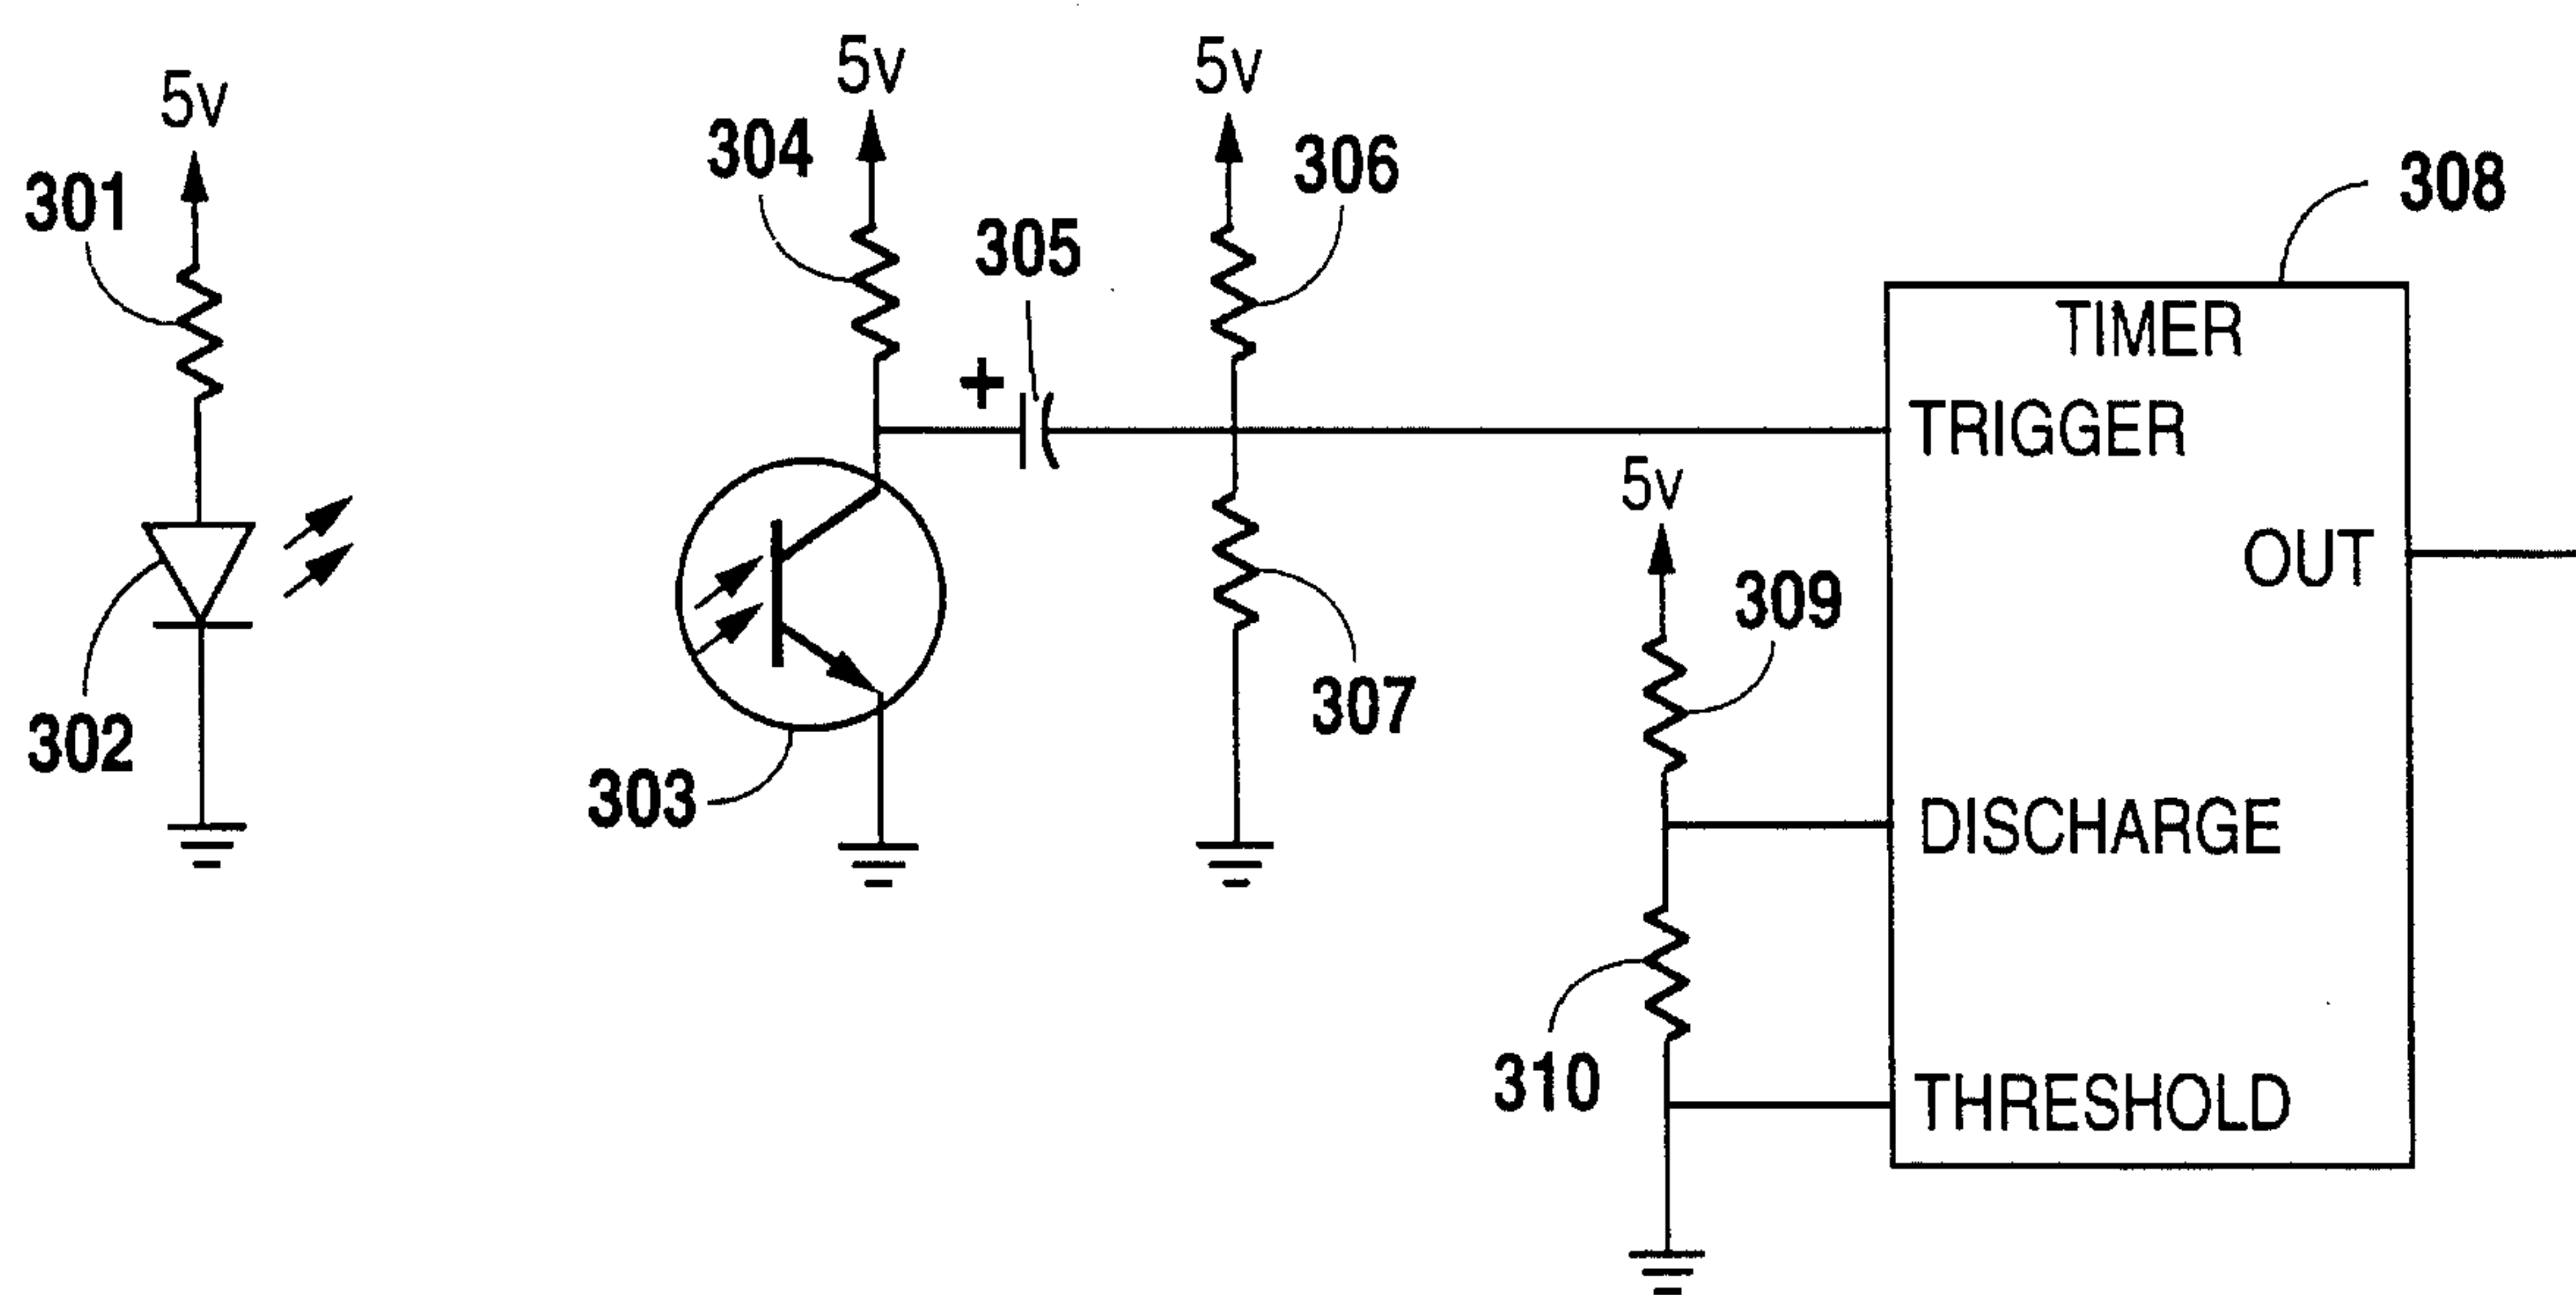 5v
301
302
5v
304
+
305
303
5v
306
307
5v
309
310
308
TIMER
TRIGGER
OUT
DISCHARGE
THRESHOLD